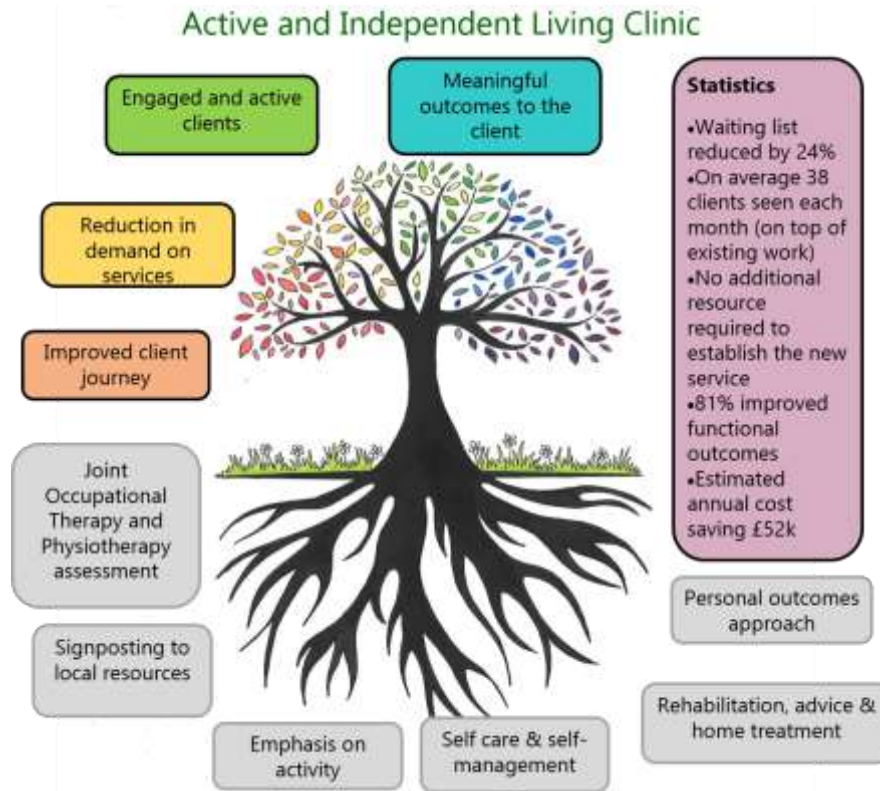 Active and Independent Living Clinic
Engaged and active
clients
Meaningful
outcomes to the
client
Reduction in
demand on
services
Improved client
journey
Statistics
•Waiting list
reduced by 24%
•On average 38
clients seen each
month (on top of
existing work)
•No additional
resource
required to
establish the new
service
•81% improved
functional
outcomes
•Estimated
annual cost
saving £52k
Joint
Occupational
Therapy and
Physiotherapy
assessment
Personal outcomes
approach
Signposting to
local resources
Rehabilitation, advice &
home treatment
Emphasis on
activity
Self care & self-
management